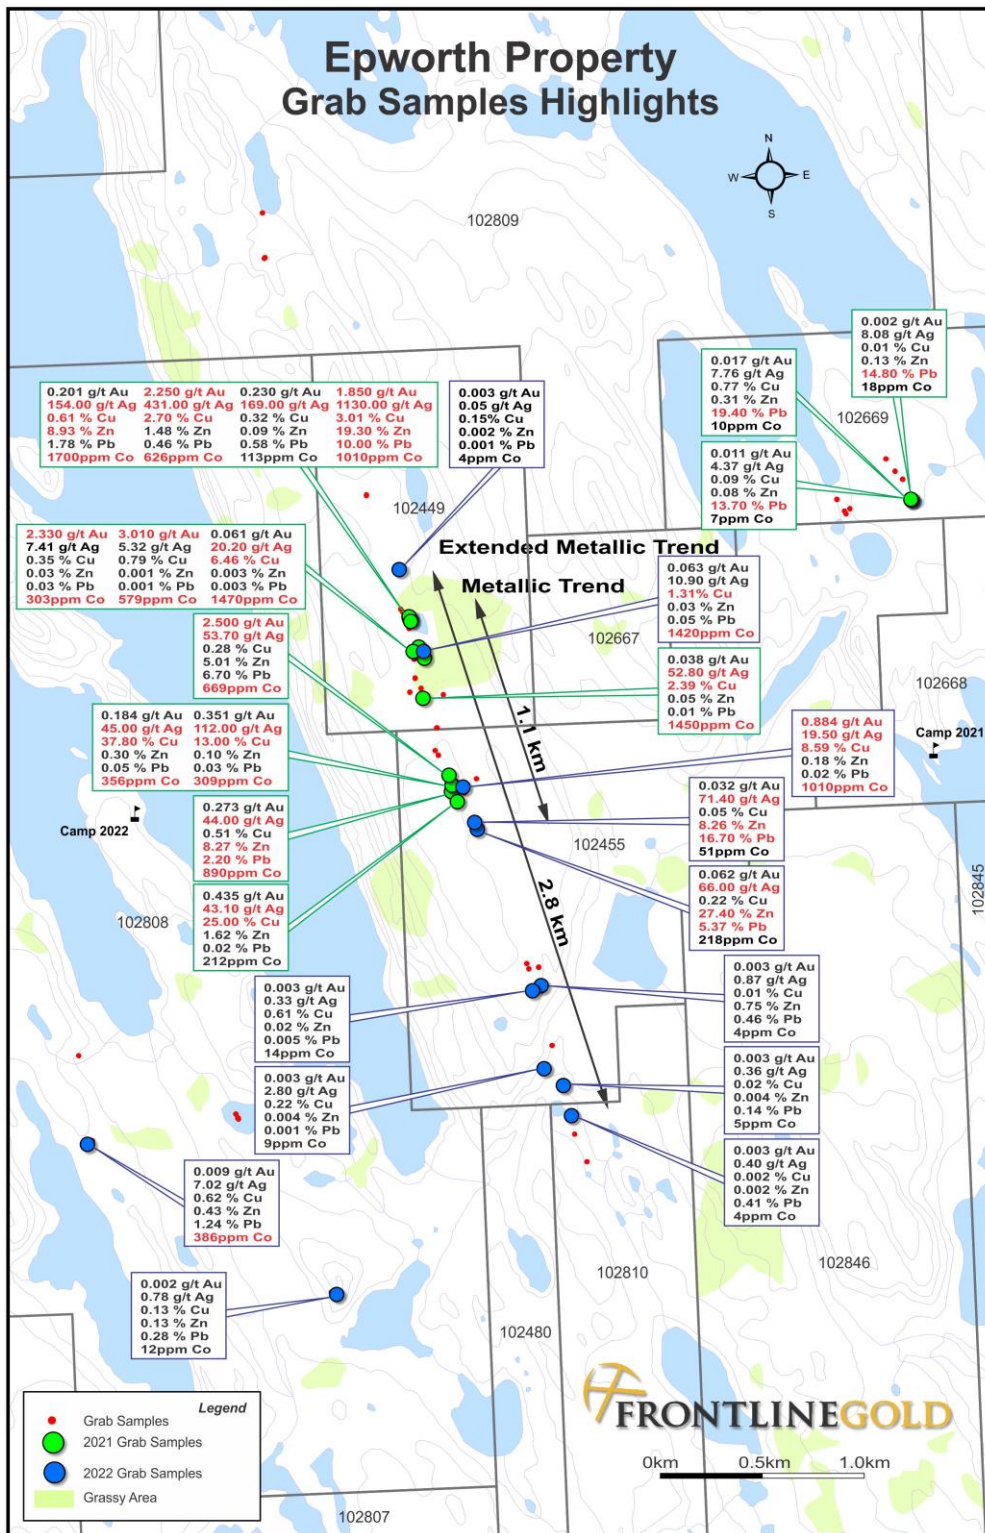 Epworth Property
Grab Samples Highlights
N
W E
S
102809
0.002 g/t Au
8.08 g/t Ag
0.01 % Cu
0.13 % Zn
14.80 % Pb
18ppm Co
0.017 g/t Au
7.76 g/t Ag
0.77 % Cu
0.31 % Zn
19.40 % Pb
10ppm Co
102669
0.201 g/t Au 2.250 g/t Au 0.230 g/t Au 1.850 g/t Au
154.00 g/t Ag 431.00 g/t Ag 169.00 g/t Ag 1130.00 g/t Ag
0.61 % Cu 2.70 % Cu 0.32 % Cu 3.01 % Cu
8.93 % Zn 1.48 % Zn 0.09 % Zn 19.30 % Zn
1.78 % Pb 0.46 % Pb 0.58 % Pb 10.00 % Pb
1700ppm Co 626ppm Co 113ppm Co 1010ppm Co
0.003 g/t Au
0.05 g/t Ag
0.15% Cu
0.002 % Zn
0.001 % Pb
4ppm Co
0.011 g/t Au
4.37 g/t Ag
0.09 % Cu
0.08 % Zn
13.70 % Pb
7ppm Co
102449
Extended Metallic Trend
Metallic Trend
2.330 g/t Au 3.010 g/t Au 0.061 g/t Au
7.41 g/t Ag 5.32 g/t Ag 20.20 g/t Ag
0.35 % Cu 0.79 % Cu 6.46 % Cu
0.03 % Zn 0.001 % Zn 0.003 % Zn
0.03 % Pb 0.001 % Pb 0.003 % Pb
303ppm Co 579ppm Co 1470ppm Co
0.063 g/t Au
10.90 g/t Ag
1.31% Cu
0.03 % Zn
0.05 % Pb
1420ppm Co
102667
2.500 g/t Au
53.70 g/t Ag
0.28 % Cu
5.01 % Zn
6.70 % Pb
669ppm Co
0.038 g/t Au
52.80 g/t Ag
2.39 % Cu
0.05 % Zn
0.01 % Pb
1450ppm Co
102668
Camp 2021
1.1 km
0.184 g/t Au 0.351 g/t Au
45.00 g/t Ag 112.00 g/t Ag
37.80 % Cu 13.00 % Cu
0.30 % Zn 0.10 % Zn
0.05 % Pb 0.03 % Pb
356ppm Co 309ppm Co
0.884 g/t Au
19.50 g/t Ag
8.59 % Cu
0.18 % Zn
0.02 % Pb
1010ppm Co
Camp 2022
0.273 g/t Au
44.00 g/t Ag
0.51 % Cu
8.27 % Zn
2.20 % Pb
890ppm Co
0.032 g/t Au
71.40 g/t Ag
0.05 % Cu
8.26 % Zn
16.70 % Pb
51ppm Co
102455
102845
0.435 g/t Au
43.10 g/t Ag
25.00 % Cu
1.62 % Zn
0.02 % Pb
212ppm Co
0.062 g/t Au
66.00 g/t Ag
0.22 % Cu
27.40 % Zn
5.37 % Pb
218ppm Co
102808
2.8 km
0.003 g/t Au
0.33 g/t Ag
0.61 % Cu
0.02 % Zn
0.005 % Pb
14ppm Co
0.003 g/t Au
0.87 g/t Ag
0.01 % Cu
0.75 % Zn
0.46 % Pb
4ppm Co
0.003 g/t Au
2.80 g/t Ag
0.22 % Cu
0.004 % Zn
0.001 % Pb
9ppm Co
0.003 g/t Au
0.36 g/t Ag
0.02 % Cu
0.004 % Zn
0.14 % Pb
5ppm Co
0.009 g/t Au
7.02 g/t Ag
0.62 % Cu
0.43 % Zn
1.24 % Pb
386ppm Co
0.003 g/t Au
0.40 g/t Ag
0.002 % Cu
0.002 % Zn
0.41 % Pb
4ppm Co
0.002 g/t Au
0.78 g/t Ag
0.13 % Cu
0.13 % Zn
0.28 % Pb
12ppm Co
102810
102846
102480
FRONTLINEGOLD
Legend
Grab Samples
2021 Grab Samples
2022 Grab Samples
Grassy Area
0km 0.5km 1.0km
102807